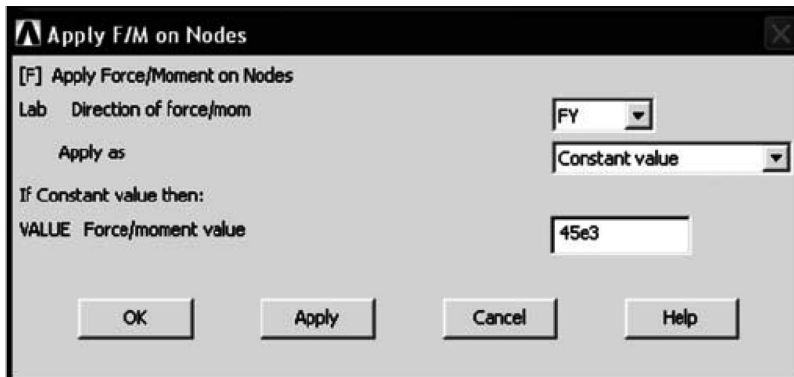 Apply F/M on Nodes
[F] Apply Force/Moment on Nodes
Lab Direction of force/mom FY
Apply as Constant value
If Constant value then:
VALUE Force/moment value 45e3
OK Apply Cancel Help